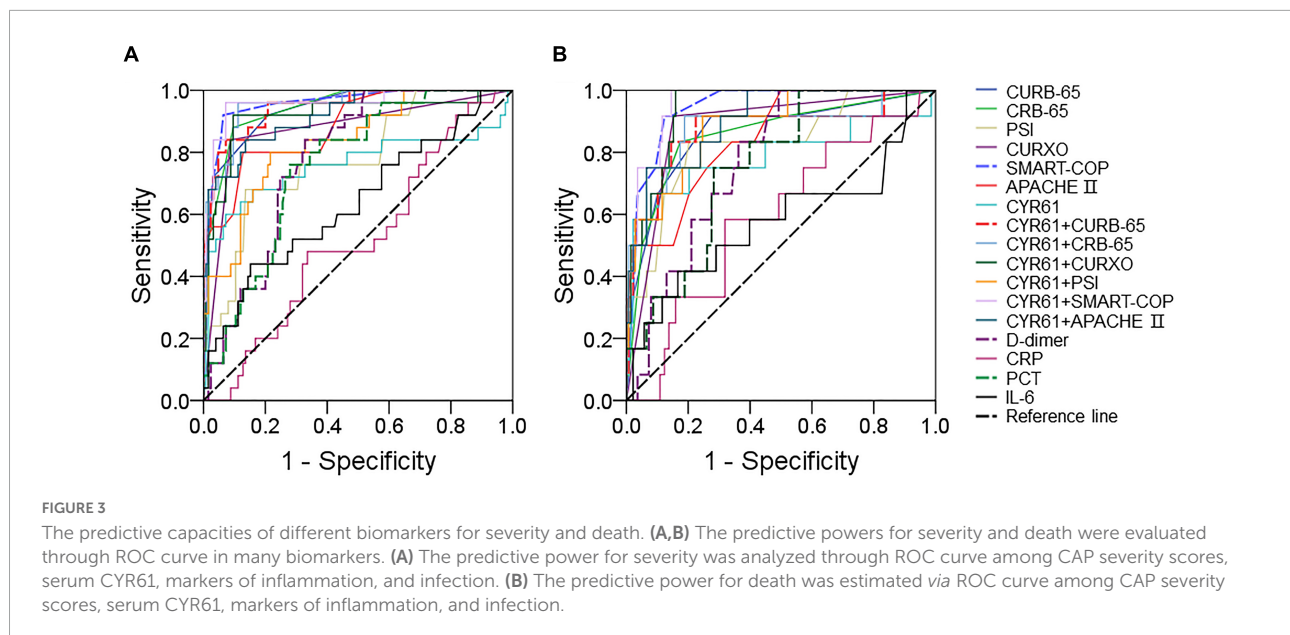 A
B
1.0
0.8
0.6
0.4
0.2
0.0
Sensitivity
0.0 0.2 0.4 0.6 0.8 1.0
1 - Specificity
1.0
0.8
0.6
0.4
0.2
0.0
Sensitivity
0.0 0.2 0.4 0.6 0.8 1.0
1 - Specificity
CURB-65
CRB-65
PSI
CURXO
SMART-COP
APACHE Ⅱ
CYR61
CYR61+CURB-65
CYR61+CRB-65
CYR61+CURXO
CYR61+PSI
CYR61+SMART-COP
CYR61+APACHE Ⅱ
D-dimer
CRP
PCT
IL-6
Reference line
FIGURE 3
The predictive capacities of different biomarkers for severity and death. (A,B) The predictive powers for severity and death were evaluated
through ROC curve in many biomarkers. (A) The predictive power for severity was analyzed through ROC curve among CAP severity scores,
serum CYR61, markers of inflammation, and infection. (B) The predictive power for death was estimated via ROC curve among CAP severity
scores, serum CYR61, markers of inflammation, and infection.